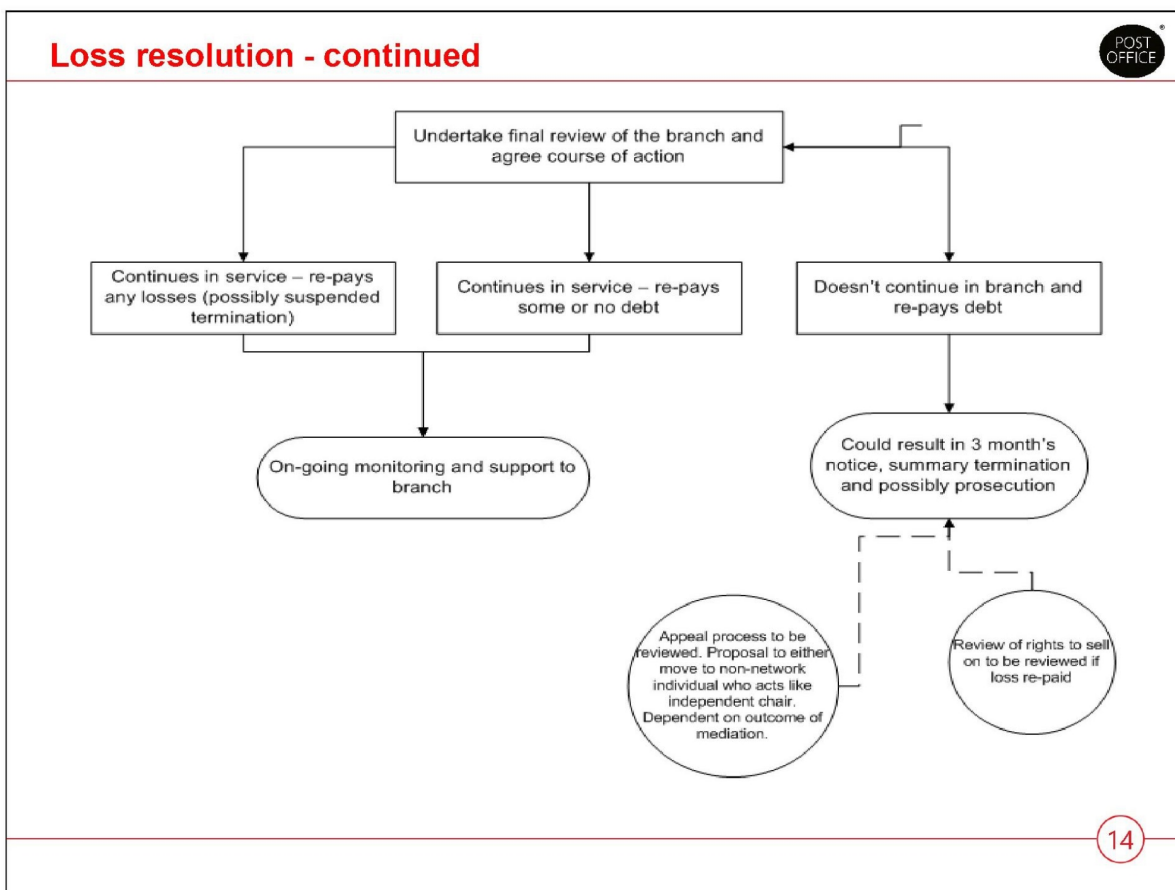 Loss resolution - continued
POST
OFFICE
®
Undertake final review of the branch and
agree course of action
Continues in service – re-pays
any losses (possibly suspended
termination)
Continues in service – re-pays
some or no debt
Doesn't continue in branch and
re-pays debt
On-going monitoring and support to
branch
Could result in 3 month's
notice, summary termination
and possibly prosecution
Appeal process to be
reviewed. Proposal to either
move to non-network
individual who acts like
independent chair.
Dependent on outcome of
mediation.
Review of rights to sell
on to be reviewed if
loss re-paid
14